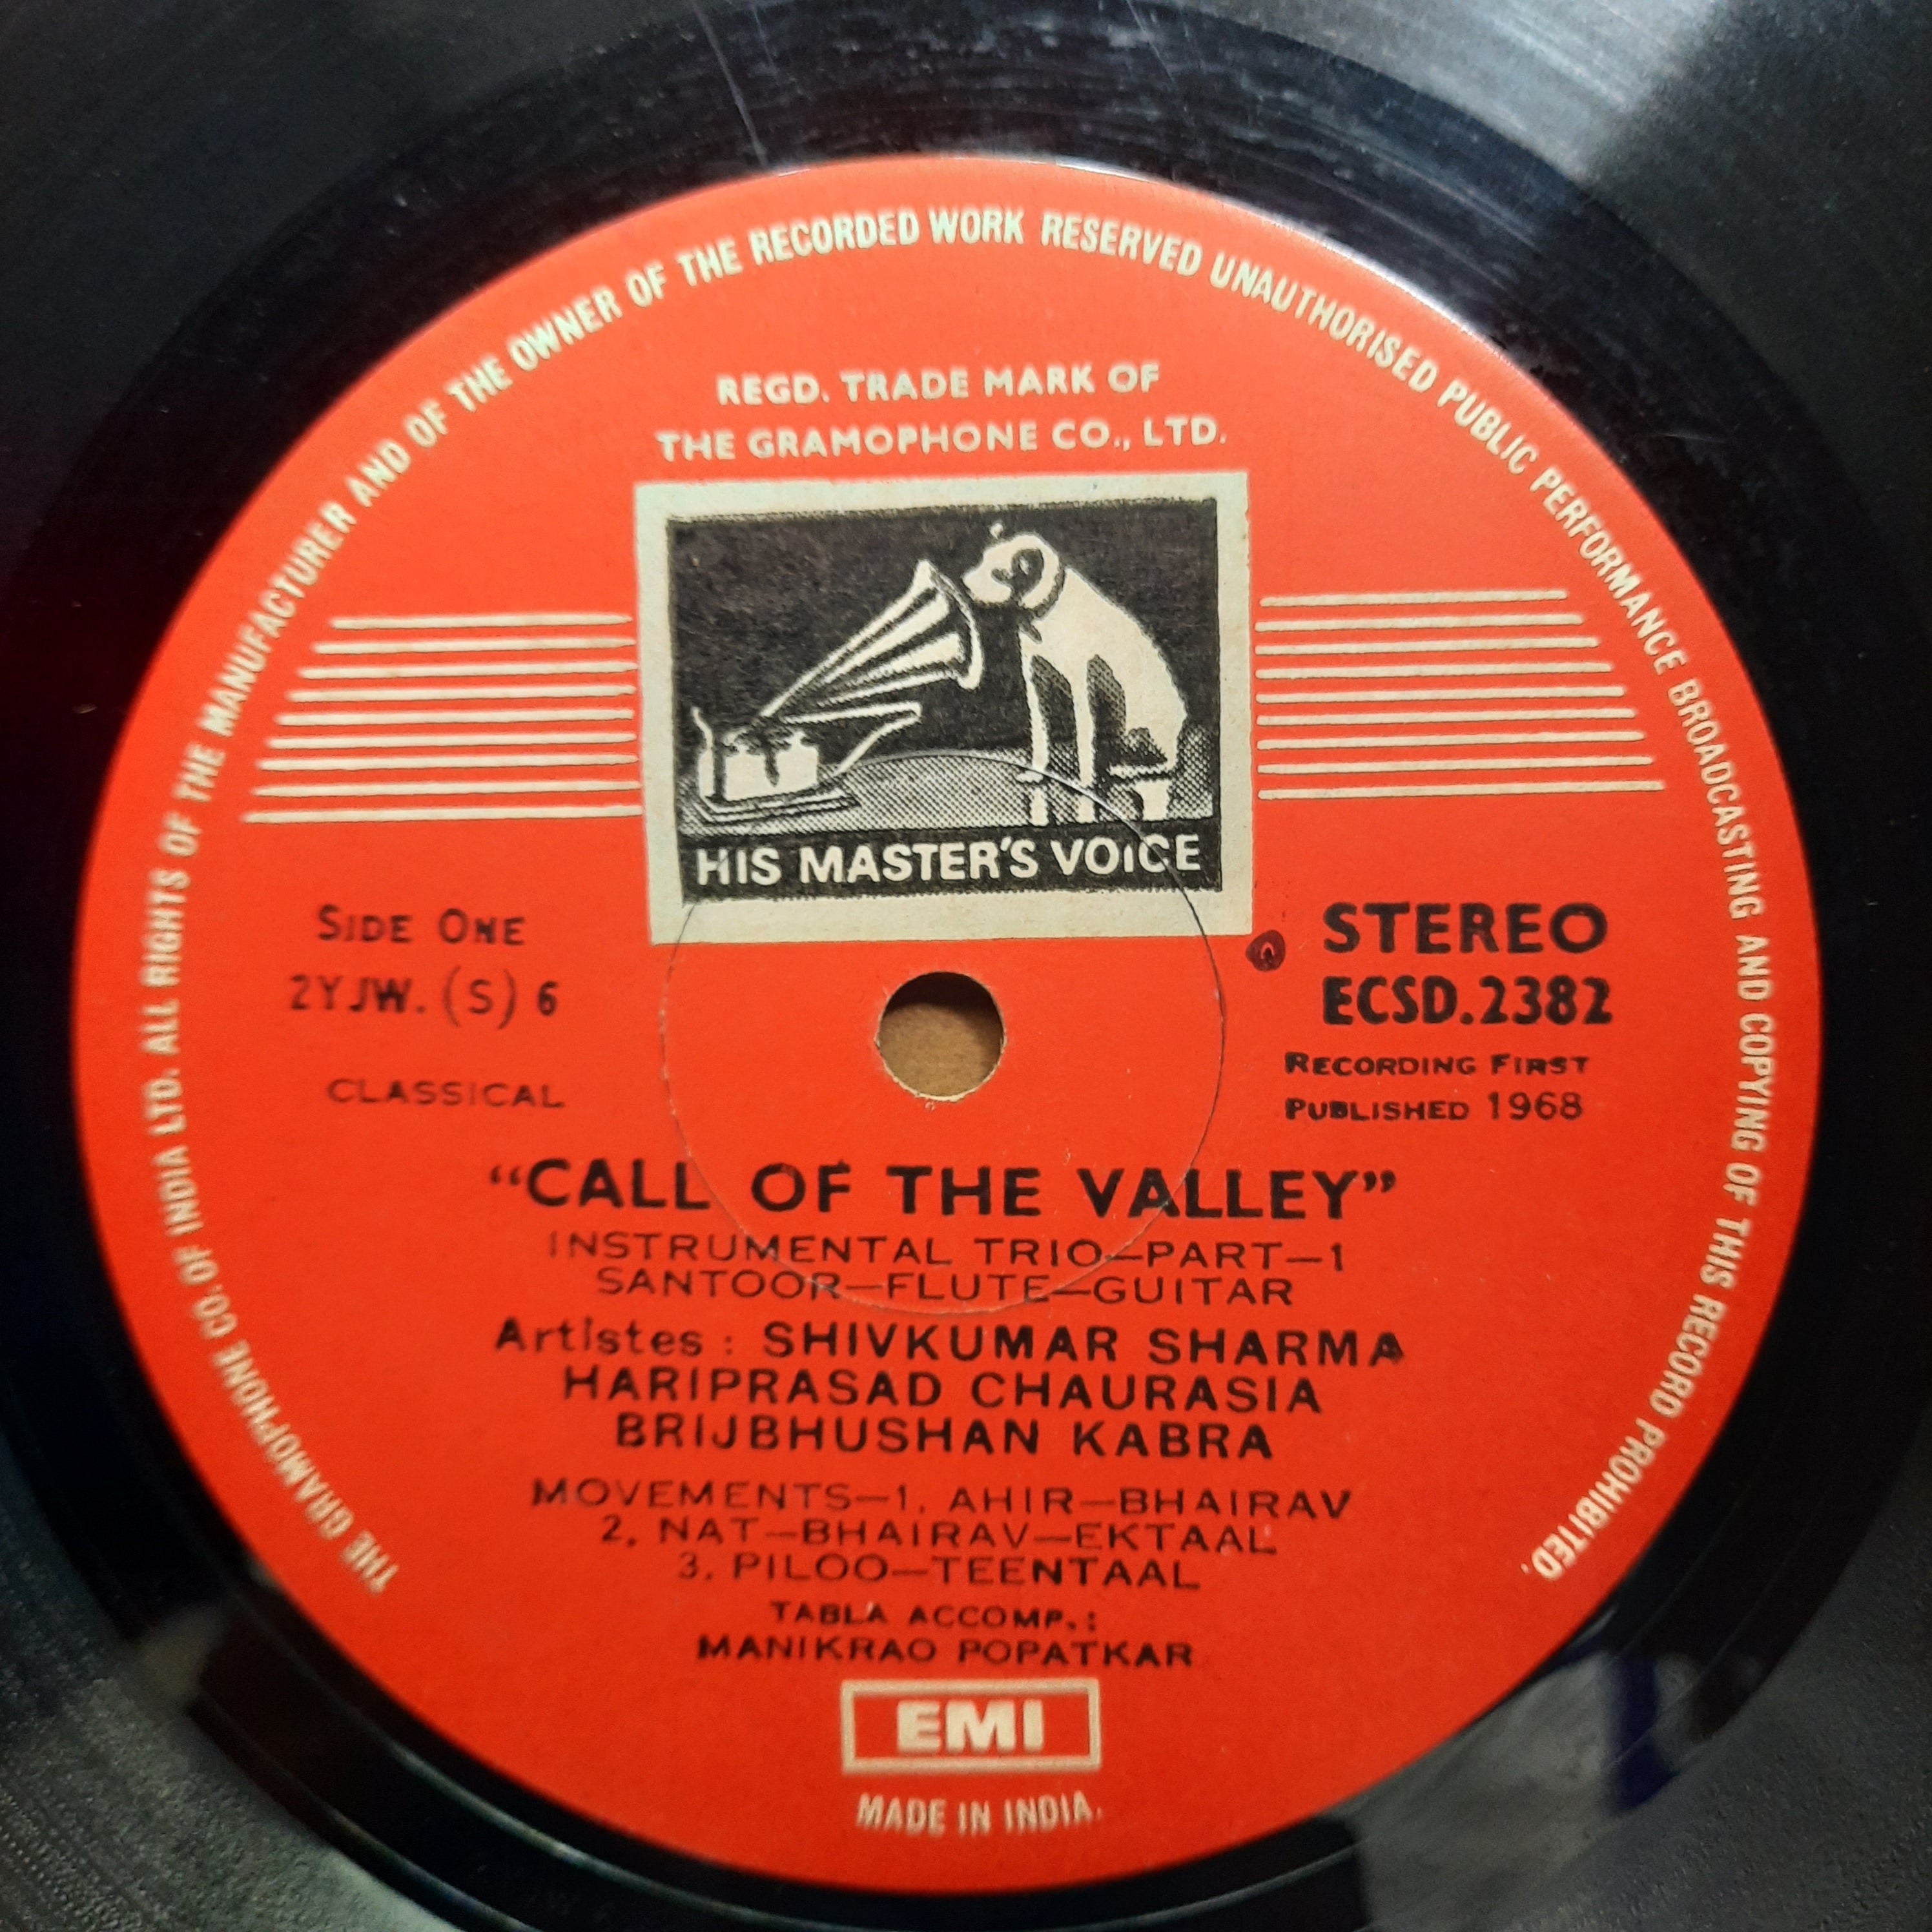 THE GRAMOPHONE CO. OF INDIA LTD. ALL RIGHTS OF THE MANUFACTURER AND OF THE OWNER OF THE RECORDED WORK RESERVED UNAUTHORISED PUBLIC PERFORMANCE BROADCASTING AND COPYING OF THIS RECORD PROHIBITED.
REGD. TRADE MARK OF
THE GRAMOPHONE CO., LTD.
HIS MASTER'S VOICE
SIDE ONE
2YJW. (S) 6
CLASSICAL
STEREO
ECSD.2382
RECORDING FIRST
PUBLISHED 1968
“CALL OF THE VALLEY”
INSTRUMENTAL TRIO—PART—1
SANTOOR—FLUTE—GUITAR
Artistes : SHIVKUMAR SHARMA
HARIPRASAD CHAURASIA
BRIJBHUSHAN KABRA
MOVEMENTS—1. AHIR—BHAIRAV
2. NAT—BHAIRAV—EKTAAL
3. PILOO—TEENTAAL
TABLA ACCOMP.:
MANIKRAO POPATKAR
EMI
MADE IN INDIA.